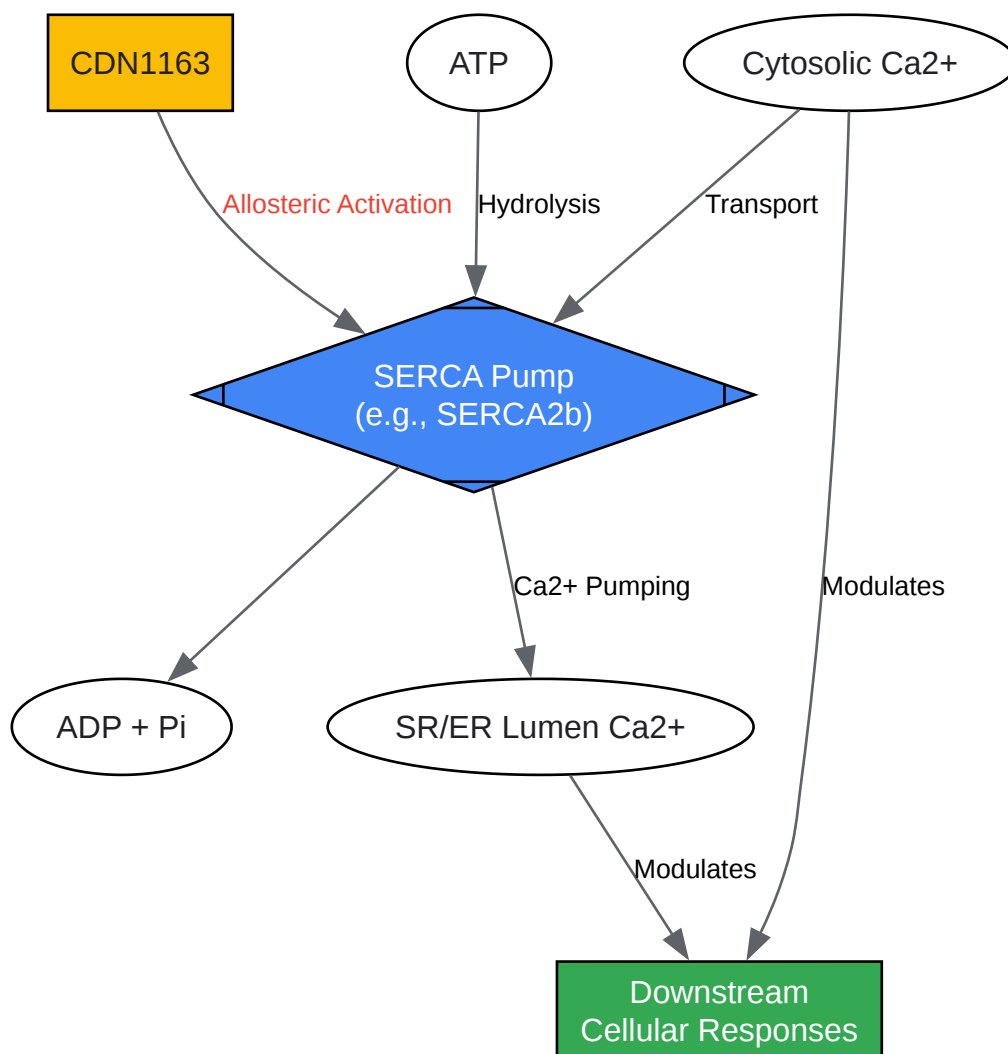 CDN1163
ATP
Cytosolic Ca2+
Allosteric Activation
Hydrolysis
Transport
SERCA Pump
(e.g., SERCA2b)
Ca2+ Pumping
Modulates
ADP + Pi
SR/ER Lumen Ca2+
Modulates
Downstream
Cellular Responses